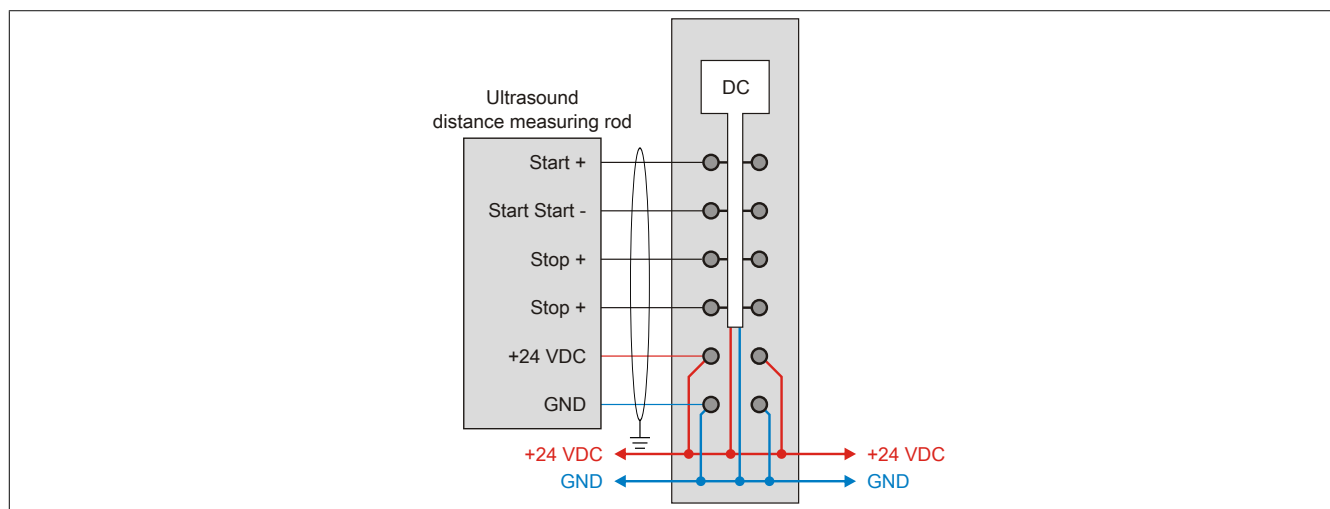 DC
Ultrasound
distance measuring rod
Start +
Start Start -
Stop +
Stop +
+24 VDC
GND
+24 VDC
+24 VDC
GND
GND